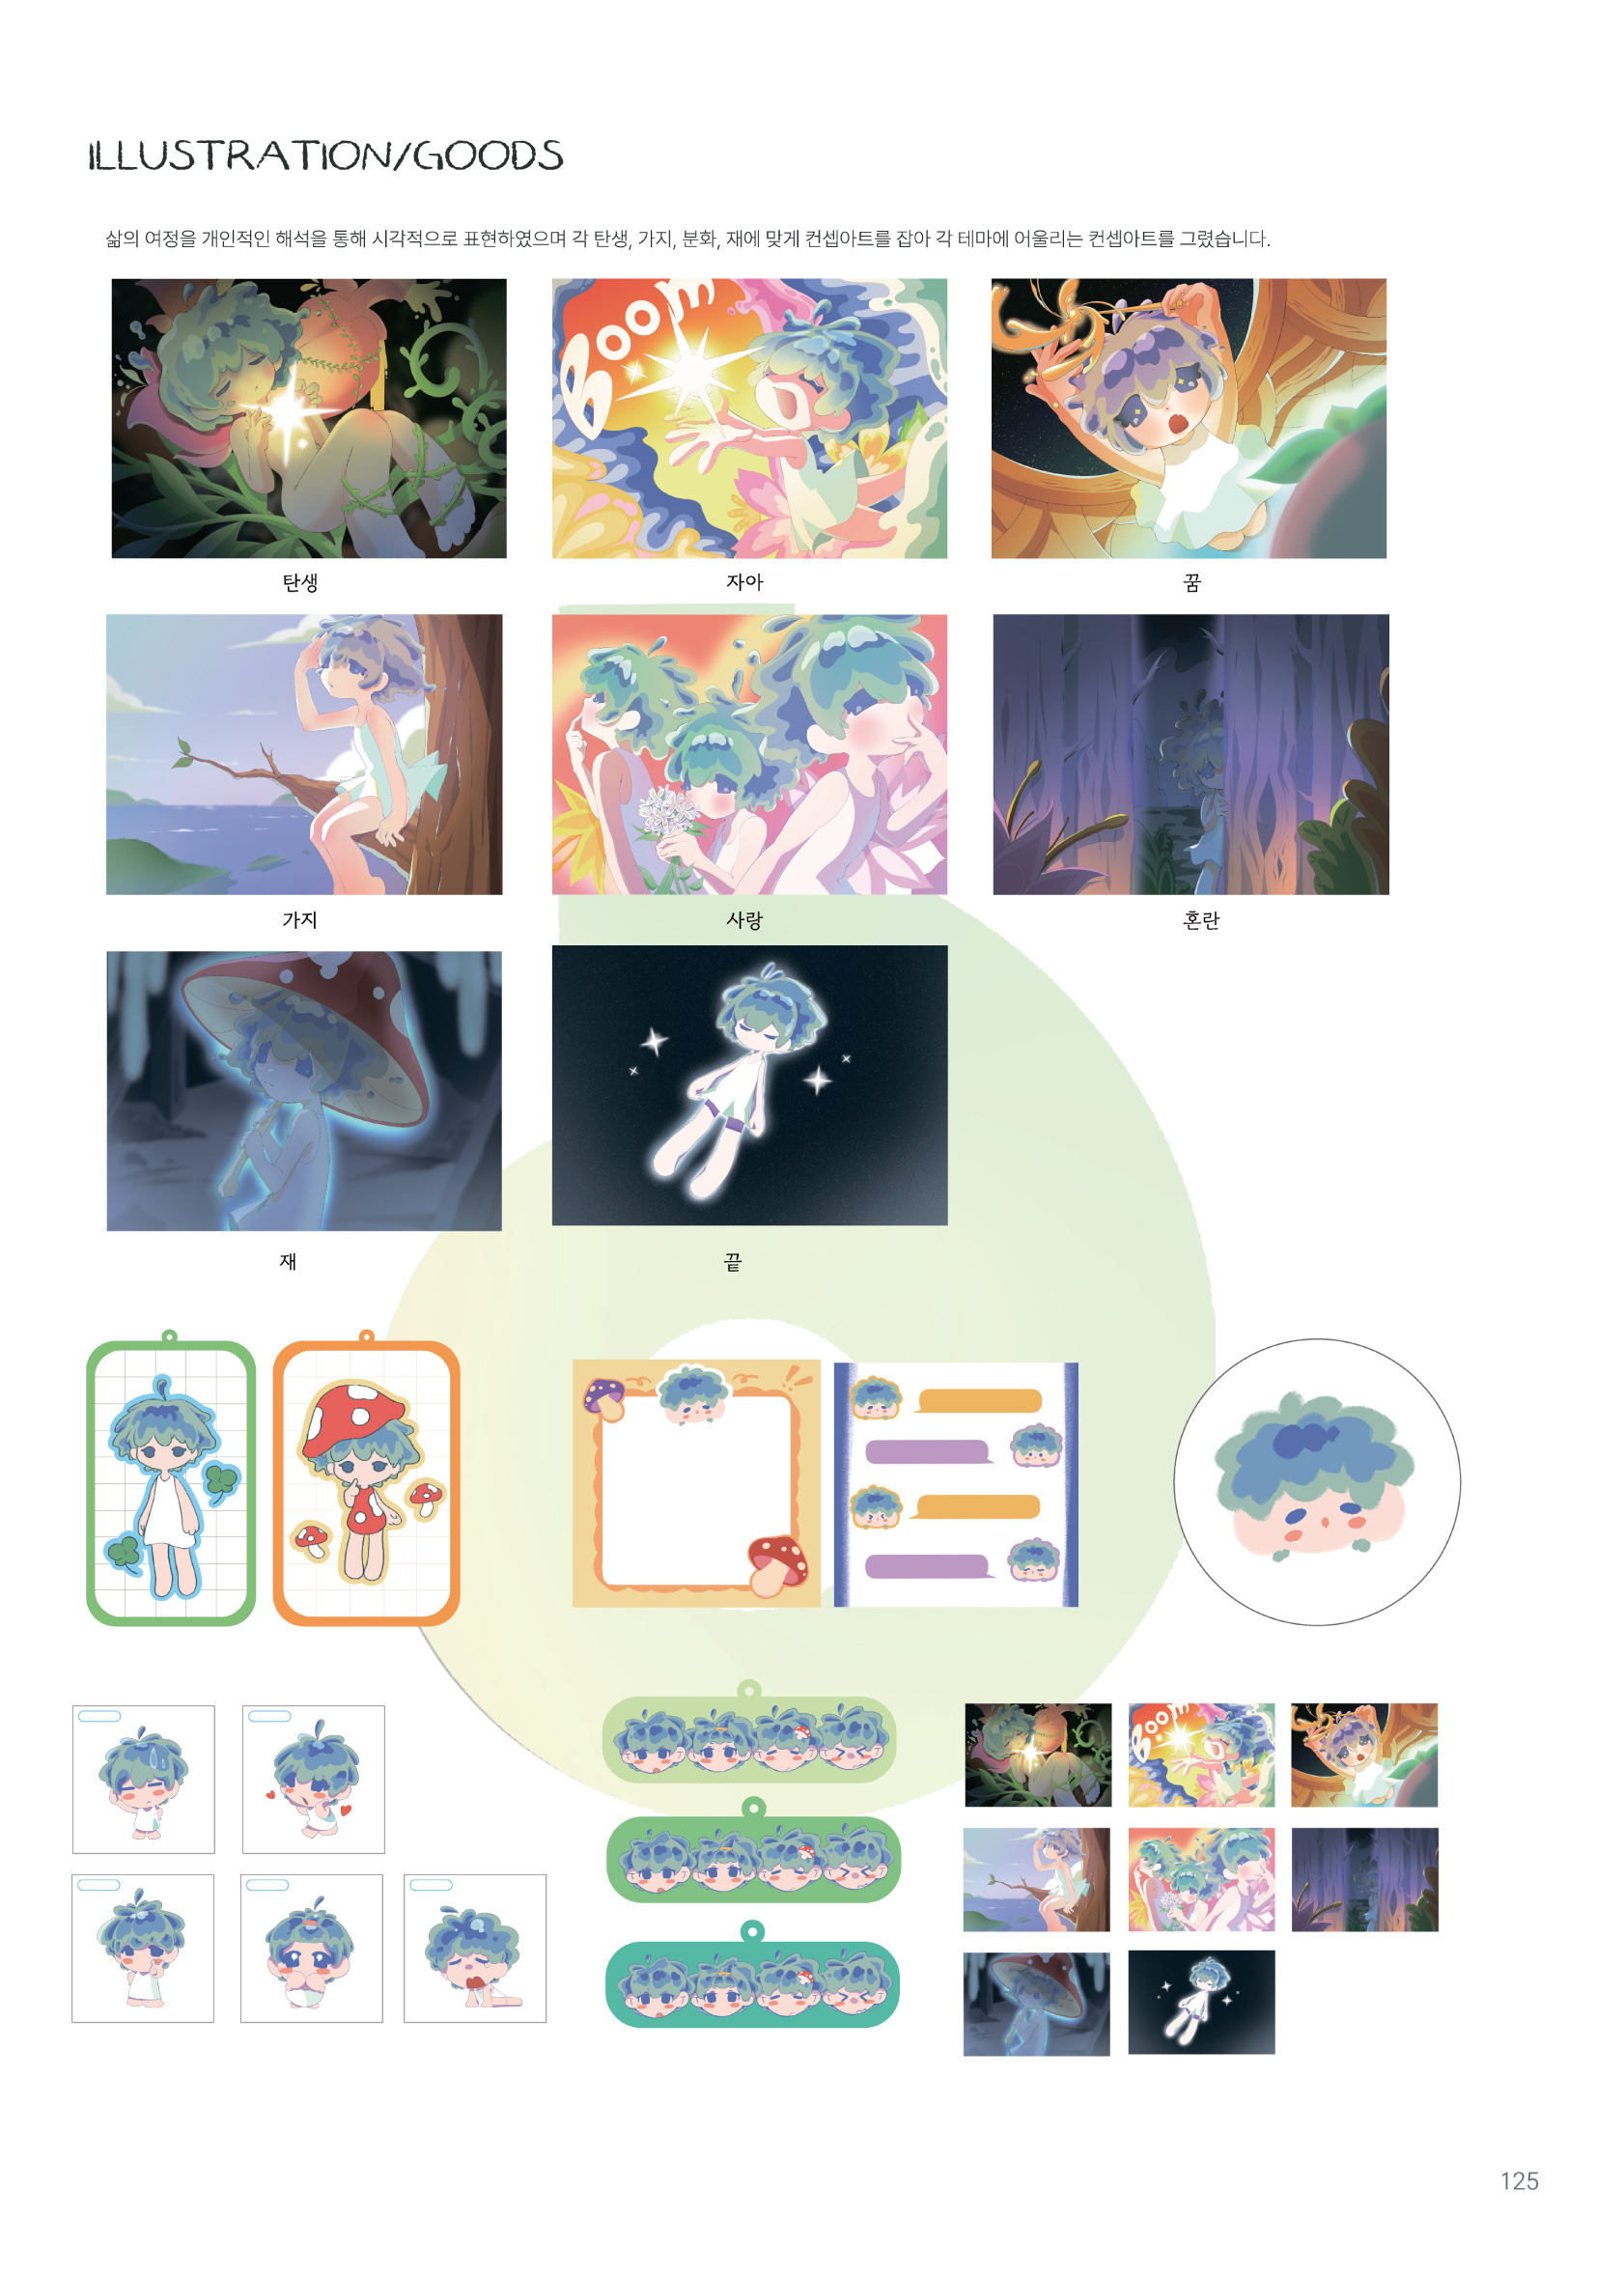 ILLUSTRATION/GOODS
삶의 여정을 개인적인 해석을 통해 시각적으로 표현하였으며 각 탄생, 가지, 분화, 재에 맞게 컨셉아트를 잡아 각 테마에 어울리는 컨셉아트를 그렸습니다.
Boom
탄생
자아
꿈
가지
사랑
혼란
재
끝
Boom
125